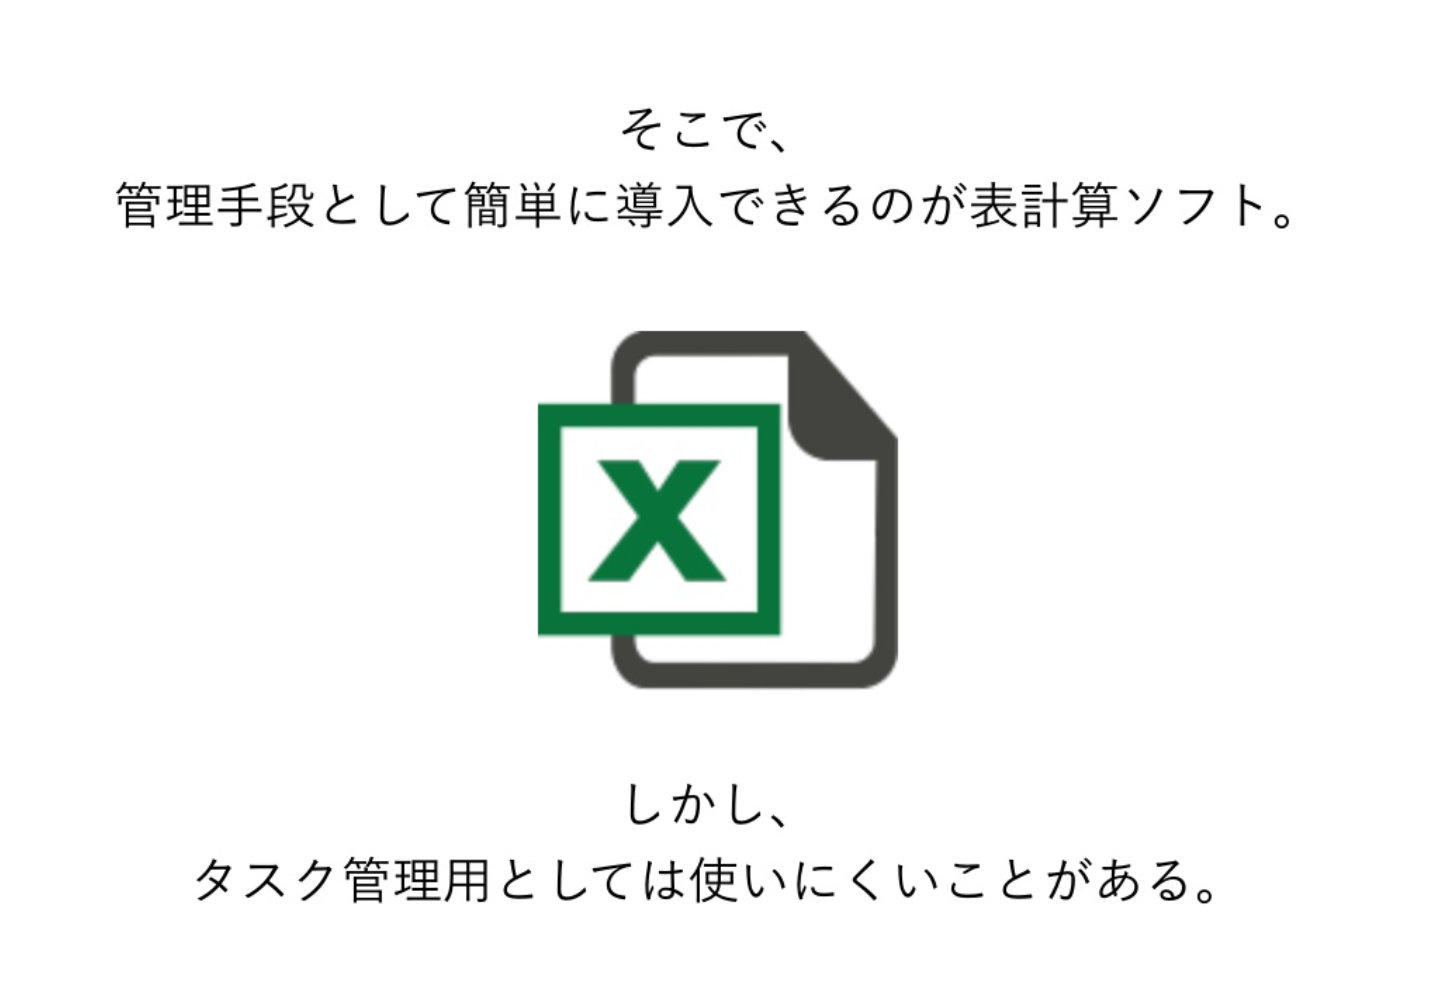 そこで、
管理手段として簡単に導入できるのが表計算ソフト。
X
しかし、
タスク管理用としては使いにくいことがある。